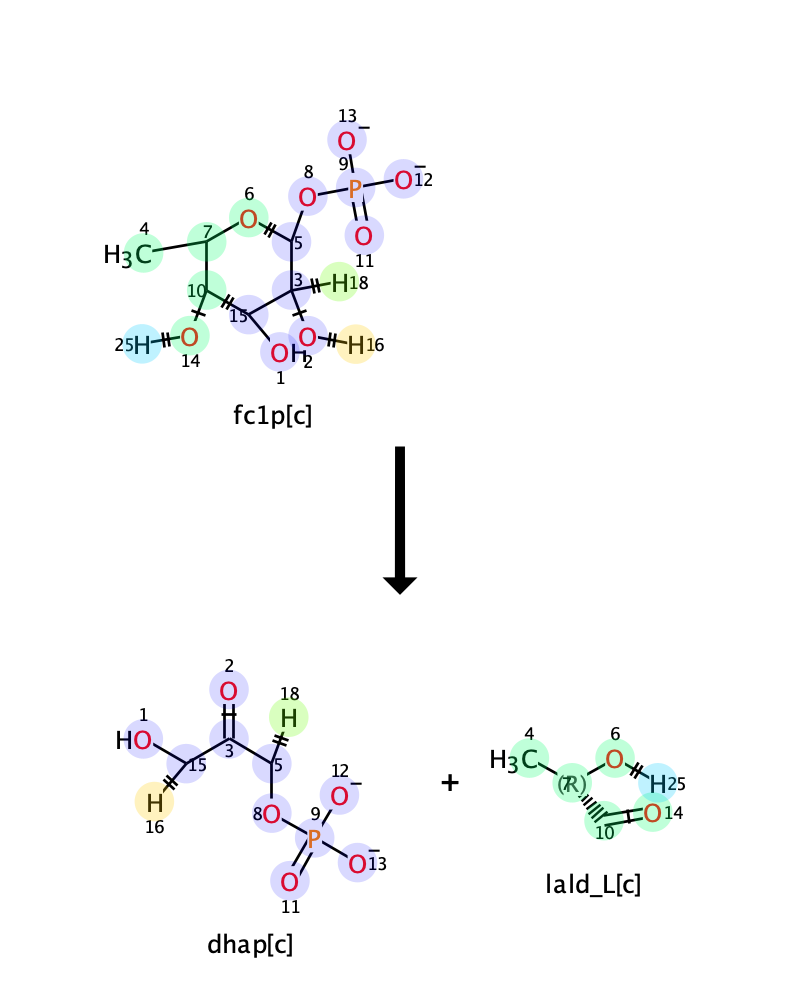 13
O−
8 9
O P O− 12
6
O
4 7 5 O
H3C 11
10 3 H 18
15
25 H O O H 16
14 OH 2
1
fc1p[c]
2
O 18
1 H
HO 3 12
15 5 O−
H 8 O 9
16 P
O− 13
O
11
dhap[c]
+
4 6
H3C O
7 (R) H 25
O 14
10
lald_L[c]